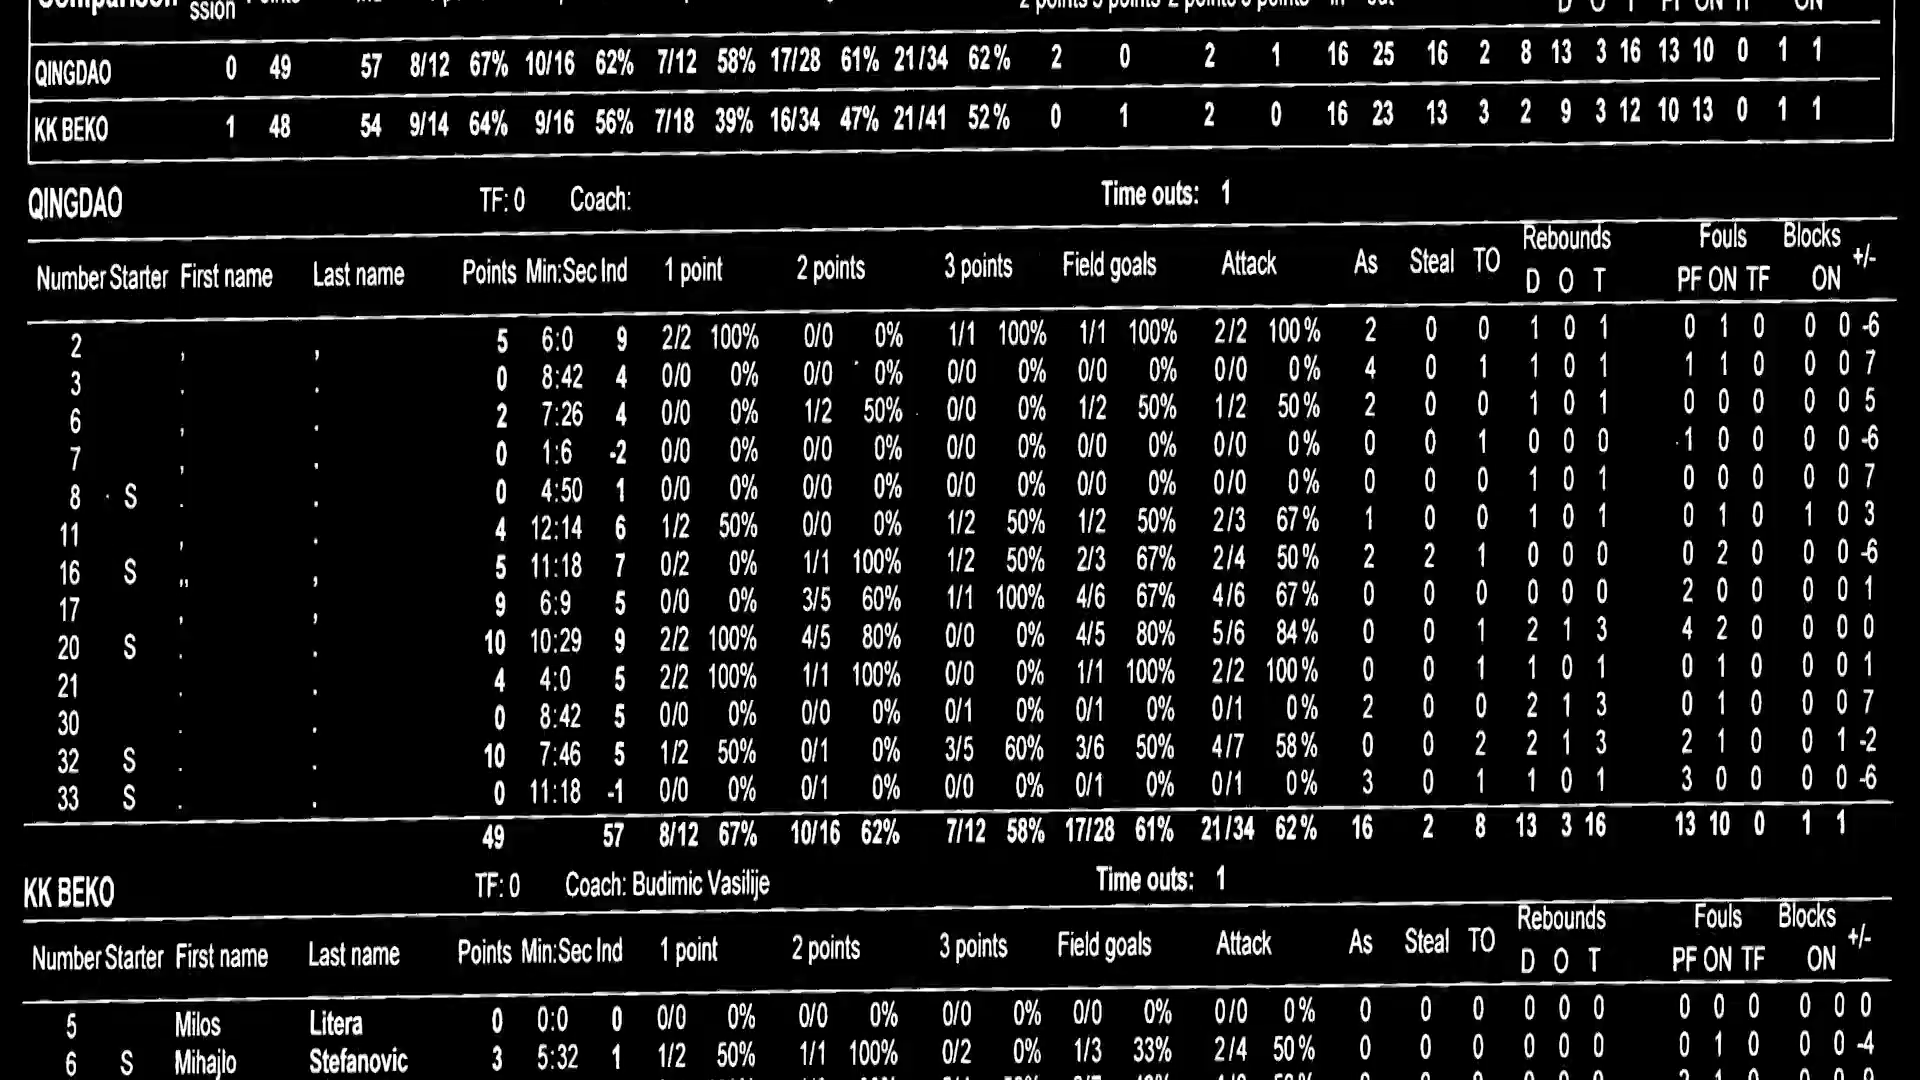 Comparison ssion 2 points 3 points 2 points 3 points in out D O T PF ON TF ON
QINGDAO 0 49 57 8/12 67% 10/16 62% 7/12 58% 17/28 61% 21/34 62% 2 0 2 1 16 25 16 2 8 13 3 16 13 10 0 1 1
KK BEKO 1 48 54 9/14 64% 9/16 56% 7/18 39% 16/34 47% 21/41 52% 0 1 2 0 16 23 13 3 2 9 3 12 10 13 0 1 1
QINGDAO TF: 0 Coach: Time outs: 1
Rebounds Fouls Blocks
Number Starter First name Last name Points Min:Sec Ind 1 point 2 points 3 points Field goals Attack As Steal TO D O T PF ON TF ON +/-
2 , , 5 6:0 9 2/2 100% 0/0 0% 1/1 100% 1/1 100% 2/2 100% 2 0 0 1 0 1 0 1 0 0 0 -6
3 . . 0 8:42 4 0/0 0% 0/0 0% 0/0 0% 0/0 0% 0/0 0% 4 0 1 1 0 1 1 1 0 0 0 7
6 , . 2 7:26 4 0/0 0% 1/2 50% 0/0 0% 1/2 50% 1/2 50% 2 0 0 1 0 1 0 0 0 0 0 5
7 , . 0 1:6 -2 0/0 0% 0/0 0% 0/0 0% 0/0 0% 0/0 0% 0 0 1 0 0 0 1 0 0 0 0 -6
8 S . . 0 4:50 1 0/0 0% 0/0 0% 0/0 0% 0/0 0% 0/0 0% 0 0 0 1 0 1 0 0 0 0 0 7
11 , . 4 12:14 6 1/2 50% 0/0 0% 1/2 50% 1/2 50% 2/3 67% 1 0 0 1 0 1 0 1 0 1 0 3
16 S ,, , 5 11:18 7 0/2 0% 1/1 100% 1/2 50% 2/3 67% 2/4 50% 2 2 1 0 0 0 0 2 0 0 0 -6
17 , , 9 6:9 5 0/0 0% 3/5 60% 1/1 100% 4/6 67% 4/6 67% 0 0 0 0 0 0 2 0 0 0 0 1
20 S . . 10 10:29 9 2/2 100% 4/5 80% 0/0 0% 4/5 80% 5/6 84% 0 0 1 2 1 3 4 2 0 0 0 0
21 . . 4 4:0 5 2/2 100% 1/1 100% 0/0 0% 1/1 100% 2/2 100% 0 0 1 1 0 1 0 1 0 0 0 1
30 . . 0 8:42 5 0/0 0% 0/0 0% 0/1 0% 0/1 0% 0/1 0% 2 0 0 2 1 3 0 1 0 0 0 7
32 S . . 10 7:46 5 1/2 50% 0/1 0% 3/5 60% 3/6 50% 4/7 58% 0 0 2 2 1 3 2 1 0 0 1 -2
33 S . . 0 11:18 -1 0/0 0% 0/1 0% 0/0 0% 0/1 0% 0/1 0% 3 0 1 1 0 1 3 0 0 0 0 -6
49 57 8/12 67% 10/16 62% 7/12 58% 17/28 61% 21/34 62% 16 2 8 13 3 16 13 10 0 1 1
KK BEKO TF: 0 Coach: Budimic Vasilije Time outs: 1
Rebounds Fouls Blocks
Number Starter First name Last name Points Min:Sec Ind 1 point 2 points 3 points Field goals Attack As Steal TO D O T PF ON TF ON +/-
5 Milos Litera 0 0:0 0 0/0 0% 0/0 0% 0/0 0% 0/0 0% 0/0 0% 0 0 0 0 0 0 0 0 0 0 0 0
6 S Mihajlo Stefanovic 3 5:32 1 1/2 50% 1/1 100% 0/2 0% 1/3 33% 2/4 50% 0 0 0 0 0 0 0 1 0 0 0 -4